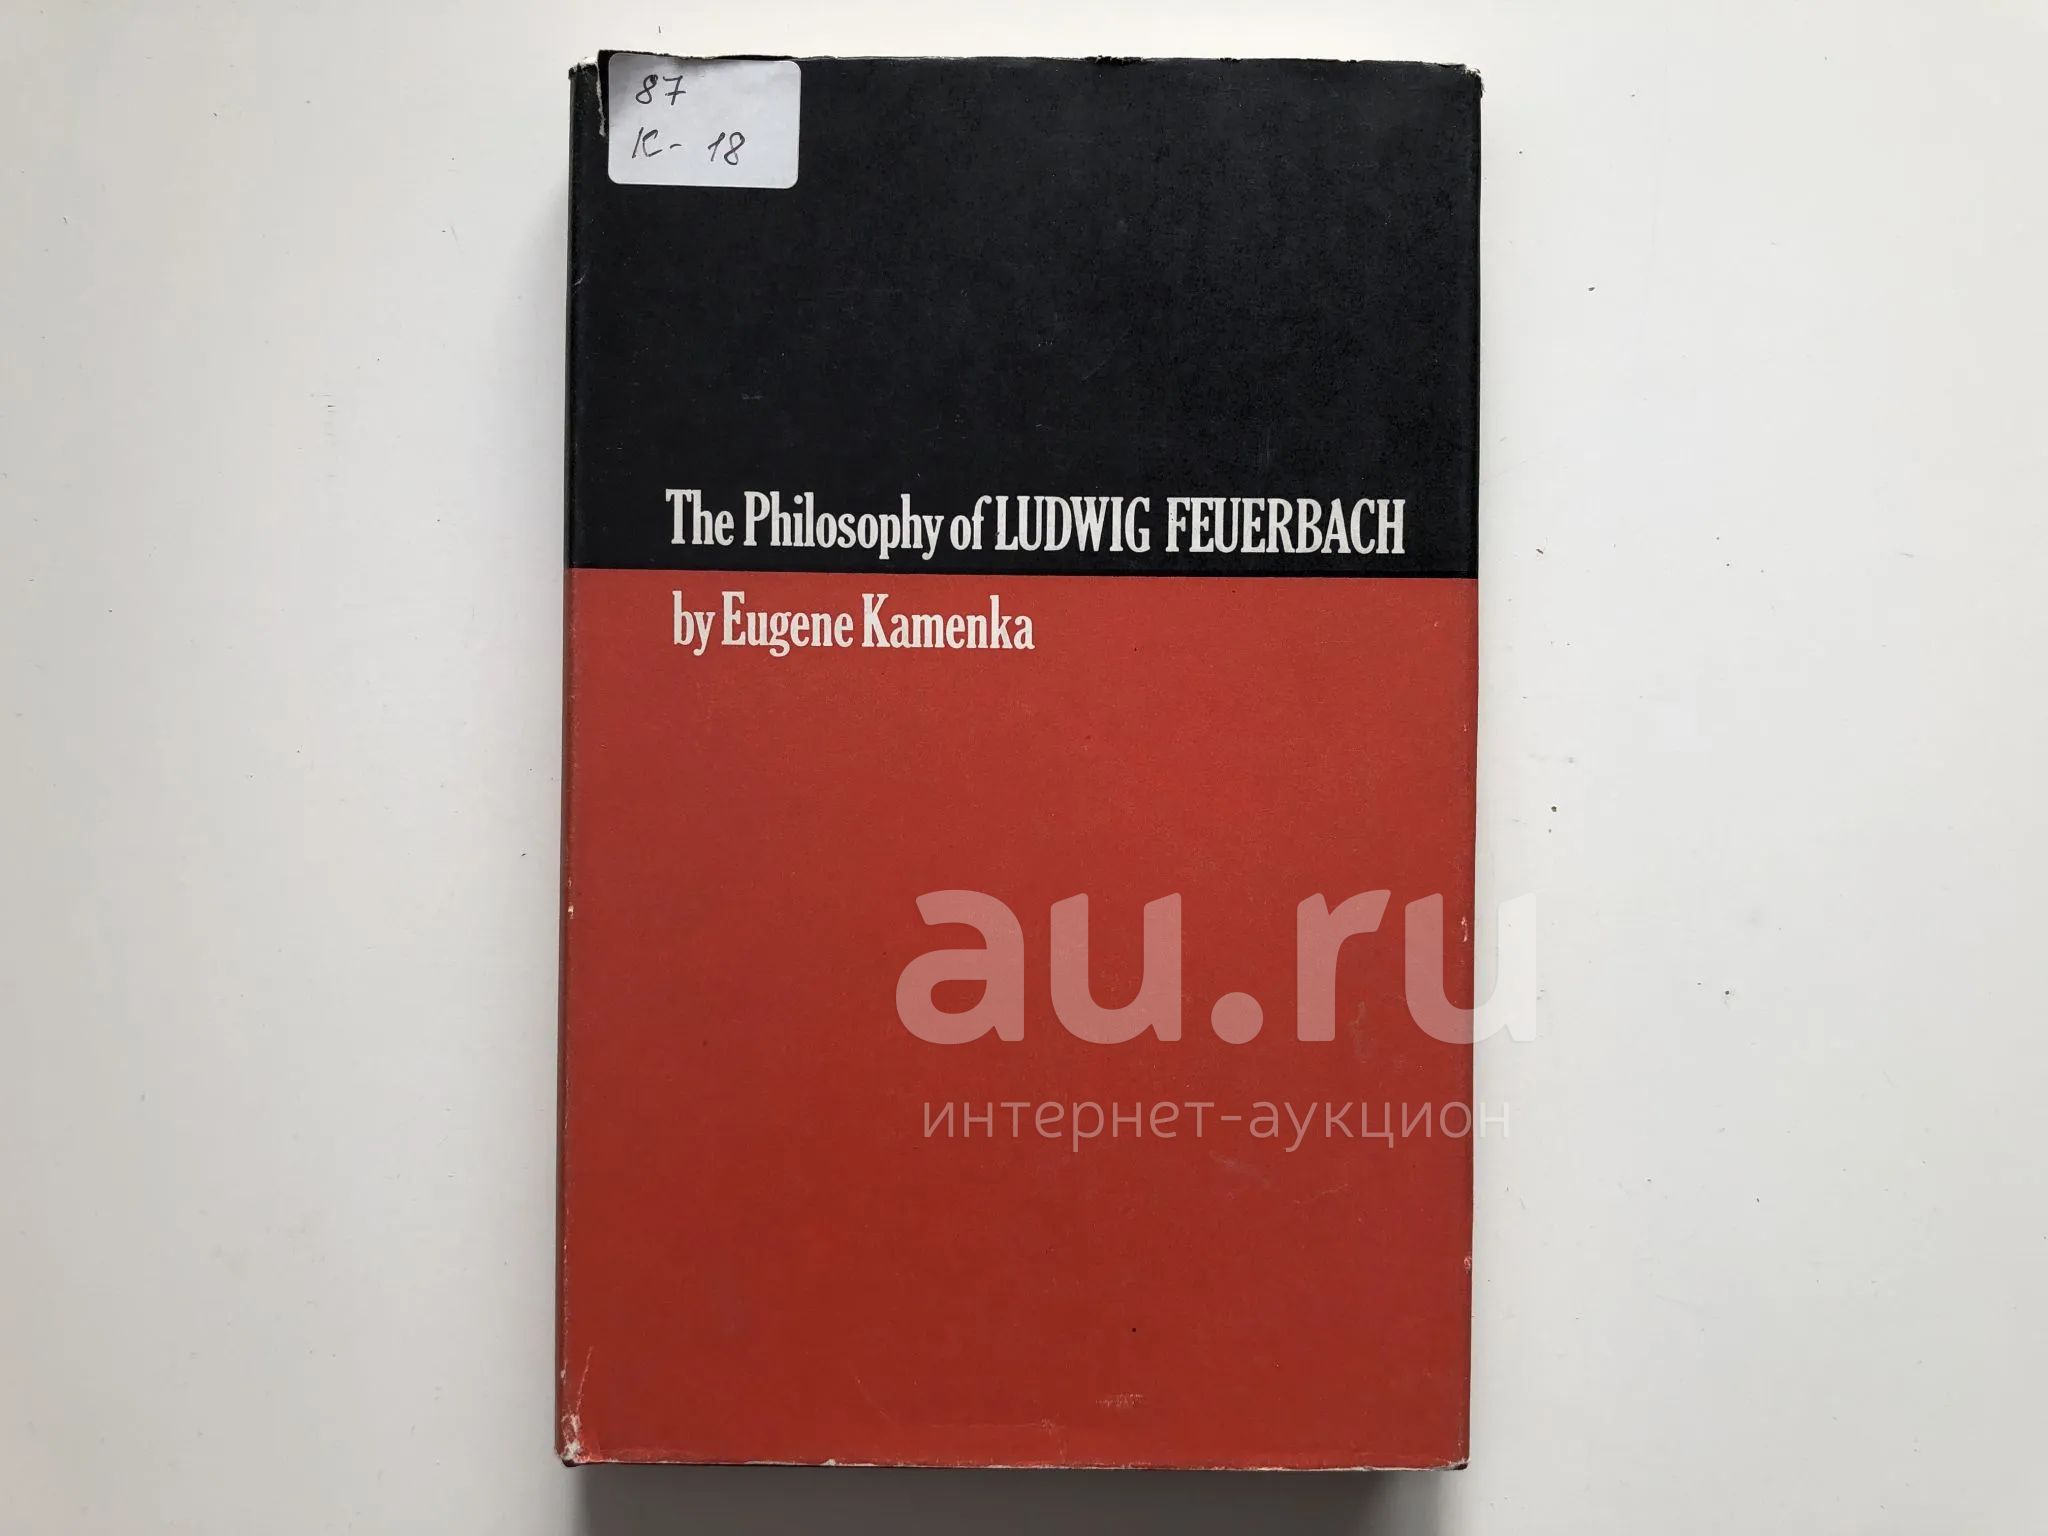 87
К- 18
The Philosophy of LUDWIG FEUERBACH
by Eugene Kamenka
au.ru
интернет-аукцион